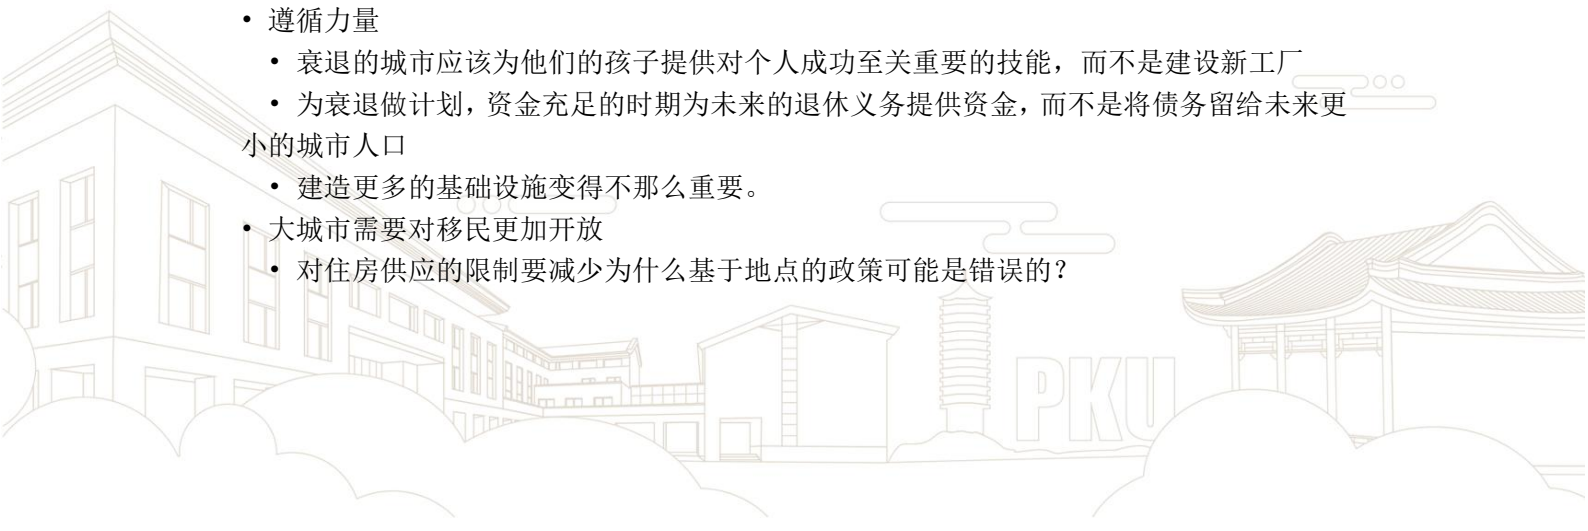 • 遵循力量
• 衰退的城市应该为他们的孩子提供对个人成功至关重要的技能，而不是建设新工厂
• 为衰退做计划，资金充足的时期为未来的退休义务提供资金，而不是将债务留给未来更
小的城市人口
• 建造更多的基础设施变得不那么重要。
• 大城市需要对移民更加开放
• 对住房供应的限制要减少为什么基于地点的政策可能是错误的？
PKU